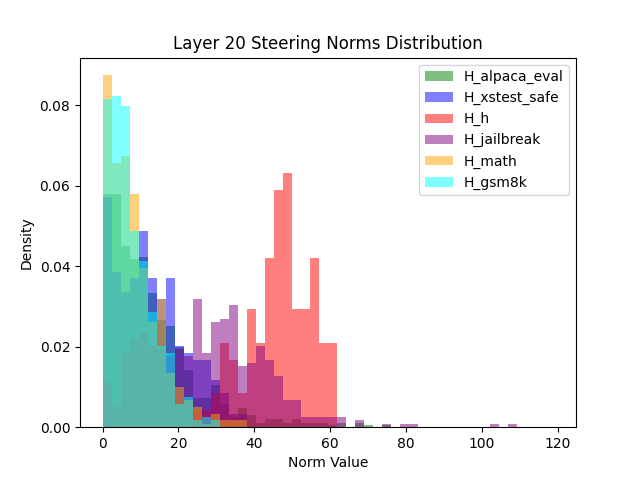 Layer 20 Steering Norms Distribution
H_alpaca_eval
H_xstest_safe
H_h
H_jailbreak
H_math
H_gsm8k
Density
0.08
0.06
0.04
0.02
0.00
0 20 40 60 80 100 120
Norm Value